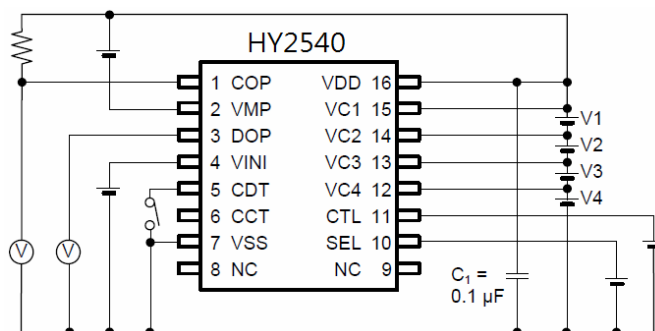 HY2540
1 COP VDD 16
2 VMP VC1 15
3 DOP VC2 14
4 VINI VC3 13
5 CDT VC4 12
6 CCT CTL 11
7 VSS SEL 10
8 NC NC 9
V1
V2
V3
V4
V
V
C₁ =
0.1 µF